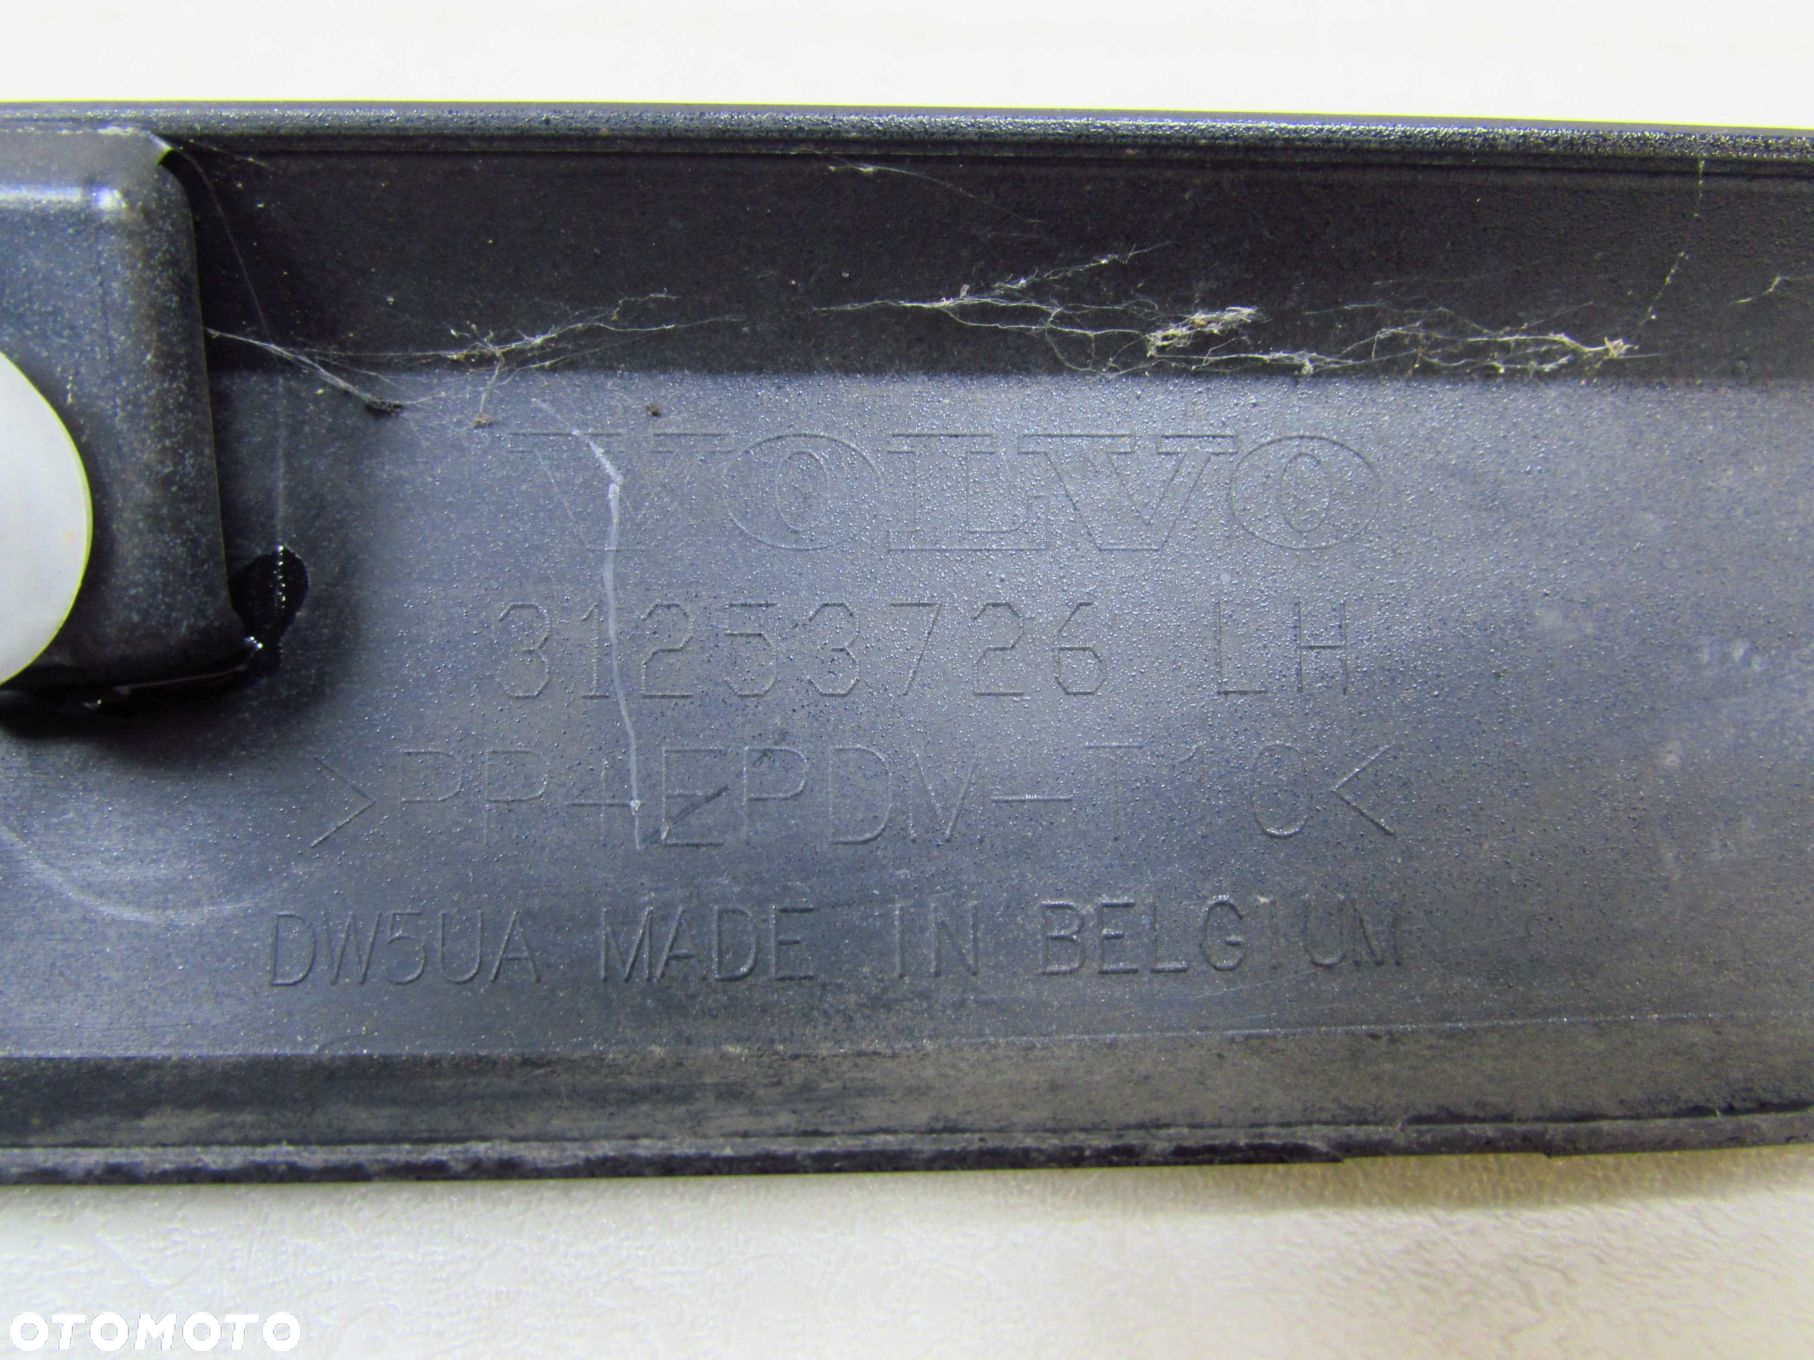 VOLVO
31253726 LH
>PP+EPDM-T10<
DW5UA MADE IN BELGIUM
OTOMOTO